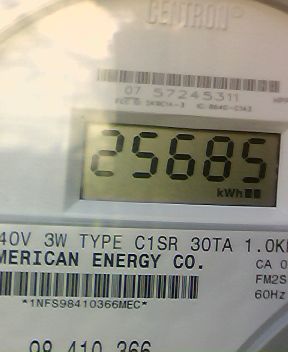 CENTRON®
07 57245311
25685
kWh
40V 3W TYPE C1SR 30TA 1.0K
MERICAN ENERGY CO.
CA 0
FM2S
60Hz
*1NFS98410366MEC*
98 410 366